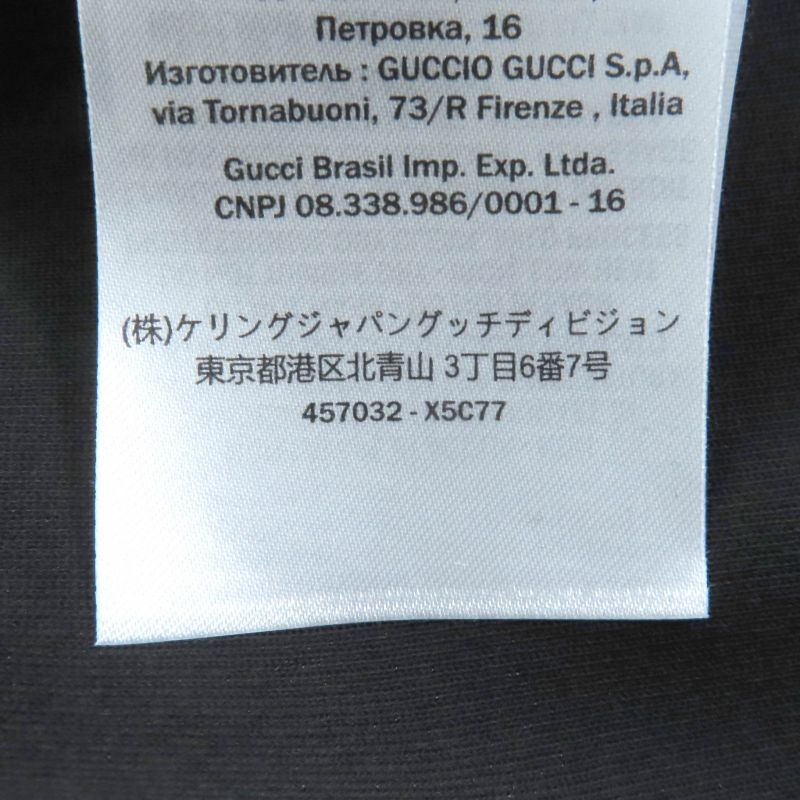 Петровка, 16
Изготовитель : GUCCIO GUCCI S.p.A,
via Tornabuoni, 73/R Firenze , Italia
Gucci Brasil Imp. Exp. Ltda.
CNPJ 08.338.986/0001 - 16
(株)ケリングジャパングッチディビジョン
東京都港区北青山 3丁目6番7号
457032 - X5C77